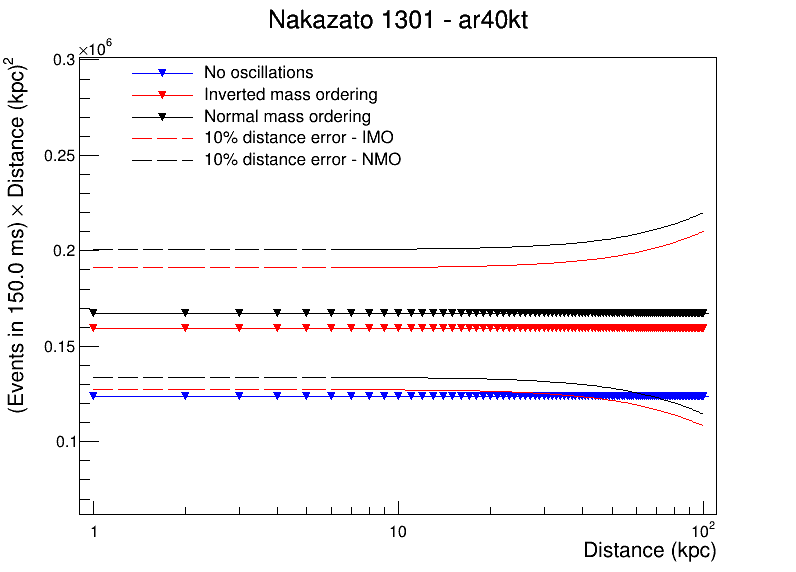 Nakazato 1301 - ar40kt
×10⁶
(Events in 150.0 ms) × Distance (kpc)²
0.3
0.25
0.2
0.15
0.1
No oscillations
Inverted mass ordering
Normal mass ordering
10% distance error - IMO
10% distance error - NMO
1
10
10²
Distance (kpc)